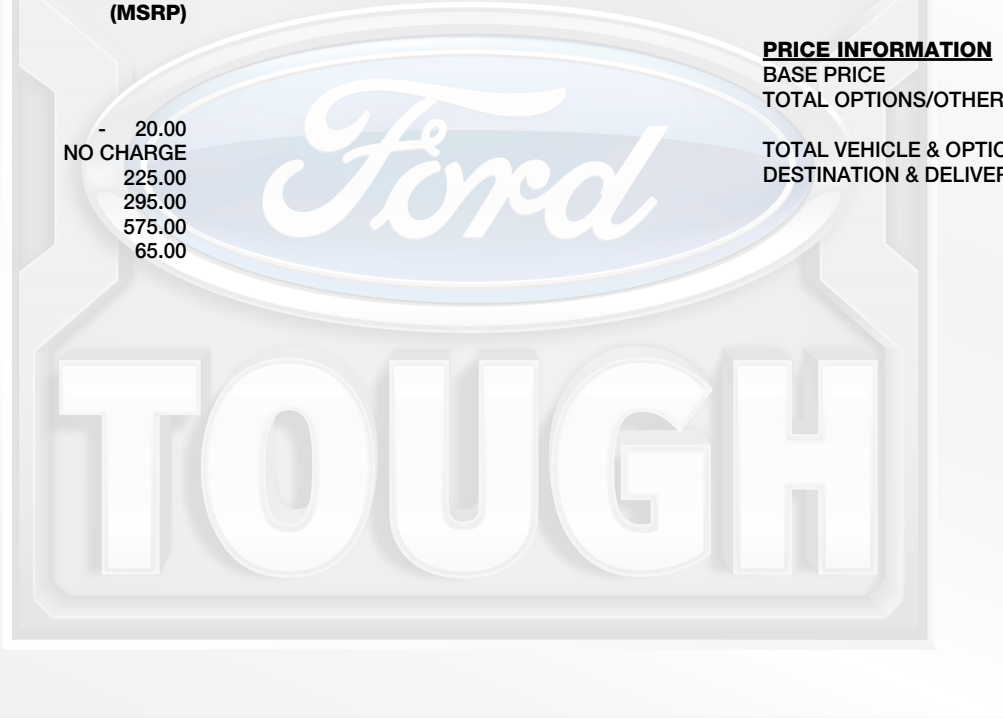 (MSRP)
- 20.00
NO CHARGE
225.00
295.00
575.00
65.00
PRICE INFORMATION
BASE PRICE
TOTAL OPTIONS/OTHER
TOTAL VEHICLE & OPTIO
DESTINATION & DELIVER
Ford
TOUGH